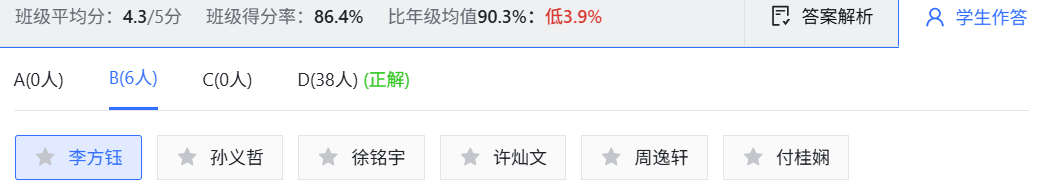 班级平均分：4.3/5分 班级得分率：86.4% 比年级均值90.3%：低3.9% 答案解析 学生作答
A(0人) B(6人) C(0人) D(38人) (正解)
李方钰 孙义哲 徐铭宇 许灿文 周逸轩 付桂娴